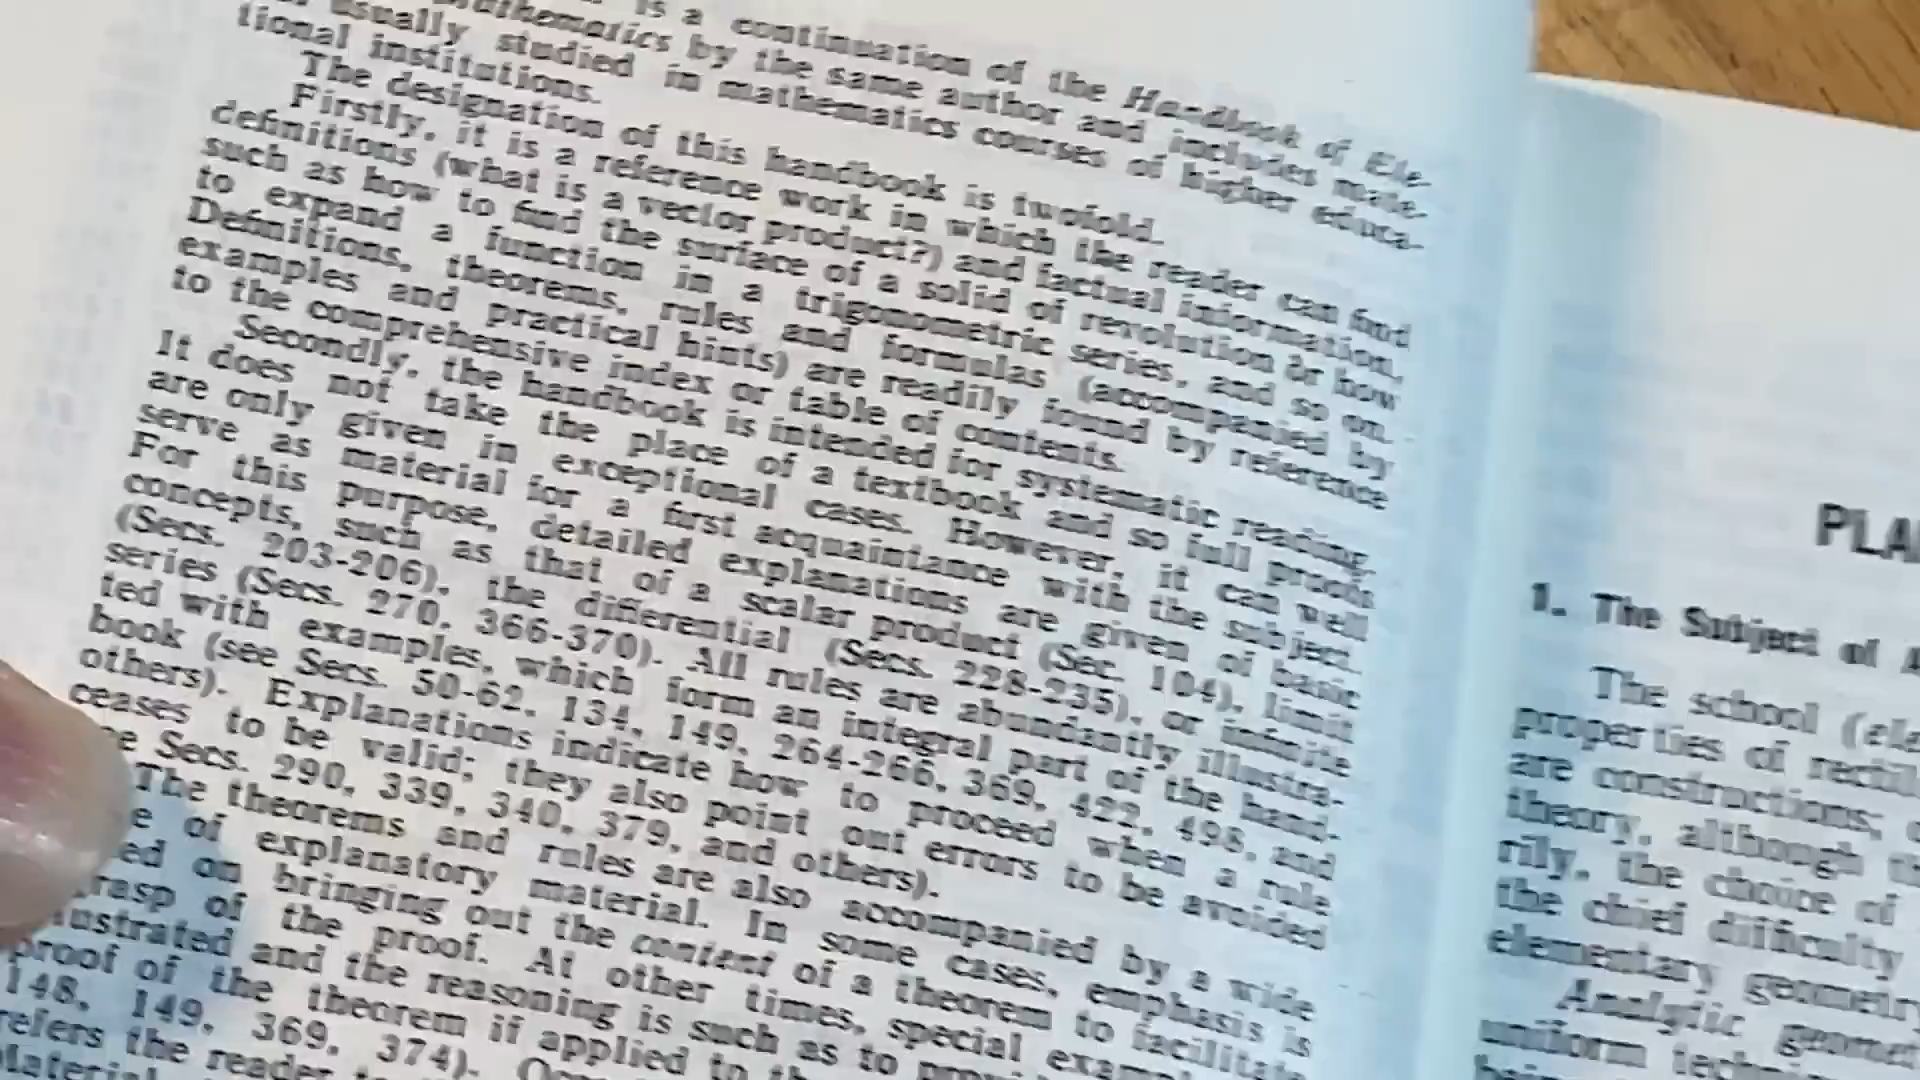 is a continuation of the Handbook of Ele-
Mathematics by the same author and includes mate-
usually studied in mathematics courses of higher educa-
tional institutions.
The designation of this handbook is twofold.
Firstly, it is a reference work in which the reader can find
definitions (what is a vector product?) and factual information,
such as how to find the surface of a solid of revolution or how
to expand a function in a trigonometric series, and so on.
Definitions, theorems, rules and formulas (accompanied by
examples and practical hints) are readily found by reference
to the comprehensive index or table of contents.
Secondly, the handbook is intended for systematic reading.
It does not take the place of a textbook and so full proofs
are only given in exceptional cases. However, it can well
serve as material for a first acquaintance with the subject.
For this purpose, detailed explanations are given of basic
concepts, such as that of a scalar product (Sec. 104), limit
(Secs. 203-206), the differential (Secs. 228-235), or infinite
series (Secs. 270, 366-370). All rules are abundantly illustra-
ted with examples, which form an integral part of the hand-
book (see Secs. 50-62, 134, 149, 264-266, 369, 422, 498, and
others). Explanations indicate how to proceed when a rule
ceases to be valid; they also point out errors to be avoided
Secs. 290, 339, 340, 379, and others).
The theorems and rules are also accompanied by a wide
of explanatory material. In some cases, emphasis is
on bringing out the content of a theorem to facilitate
of the proof. At other times, special
and the reasoning is such as to
proof of the theorem if applied to
148, 149, 369, 374).
refers the reader
PLA
1. The Subject of
The school
properties of
are constructions;
theory, although
rily, the choice of
the chief difficulty
elementary geometry
Analytic
uniform